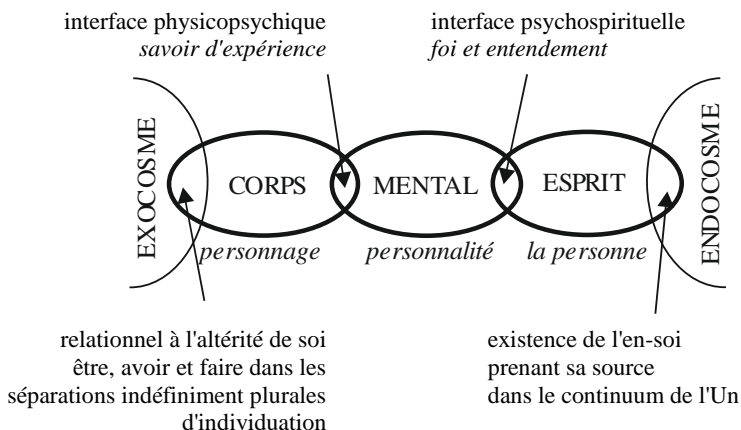 interface physicopsychique
savoir d'expérience
interface psychospirituelle
foi et entendement
EXOCOSME
CORPS
MENTAL
ESPRIT
ENDOCOSME
personnage
personnalité
la personne
relationnel à l'altérité de soi
être, avoir et faire dans les
séparations indéfiniment plurales
d'individuation
existence de l'en-soi
prenant sa source
dans le continuum de l'Un